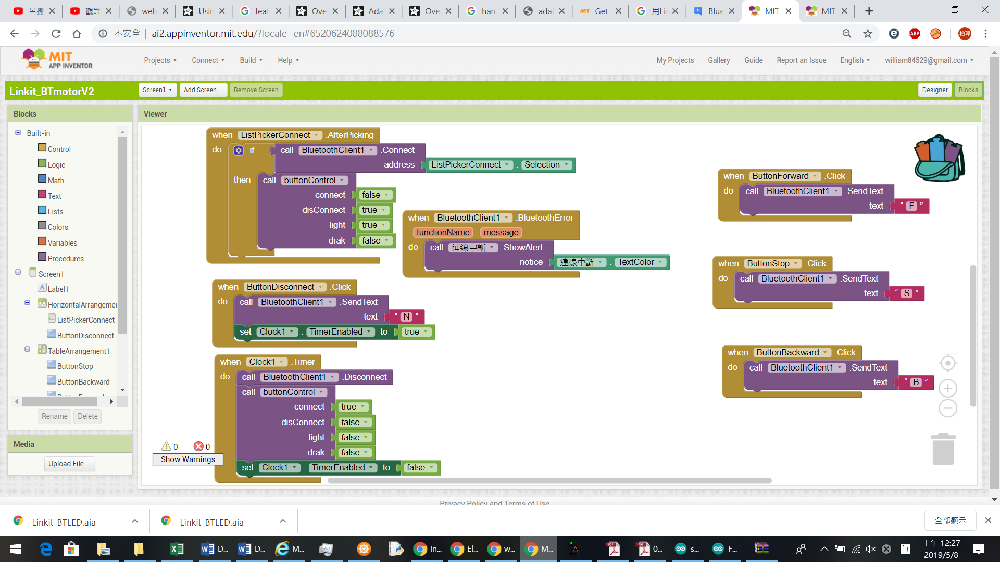 呂捷
觀眾
web
Usin
feath
Ove
Ada
Ove
harc
adaf
Get
用Lin
Blue
MIT
MIT
不安全 | ai2.appinventor.mit.edu/?locale=en#6520624088088576
ABP
柏璋
MIT
APP INVENTOR
Projects
Connect
Build
Help
My Projects
Gallery
Guide
Report an Issue
English
william84529@gmail.com
Linkit_BTmotorV2
Screen1
Add Screen ...
Remove Screen
Designer
Blocks
Blocks
Built-in
Control
Logic
Math
Text
Lists
Colors
Variables
Procedures
Screen1
Label1
HorizontalArrangemer
ListPickerConnect
ButtonDisconnect
TableArrangement1
ButtonStop
ButtonBackward
Rename
Delete
Media
Upload File ...
Viewer
when ListPickerConnect .AfterPicking
do if call BluetoothClient1 .Connect
address ListPickerConnect . Selection
then call buttonControl
connect false
disConnect true
light true
drak false
when BluetoothClient1 .BluetoothError
functionName message
do call 連線中斷 .ShowAlert
notice 連線中斷 . TextColor
when ButtonDisconnect .Click
do call BluetoothClient1 .SendText
text “ N ”
set Clock1 . TimerEnabled to true
when Clock1 .Timer
do call BluetoothClient1 .Disconnect
call buttonControl
connect true
disConnect false
light false
drak false
set Clock1 . TimerEnabled to false
when ButtonForward .Click
do call BluetoothClient1 .SendText
text “ F ”
when ButtonStop .Click
do call BluetoothClient1 .SendText
text “ S ”
when ButtonBackward .Click
do call BluetoothClient1 .SendText
text “ B ”
0 0
Show Warnings
Privacy Policy and Terms of Use
Linkit_BTLED.aia
Linkit_BTLED.aia
全部顯示
D...
D...
M...
In...
El...
w...
M...
0...
s...
F...
上午 12:27
2019/5/8